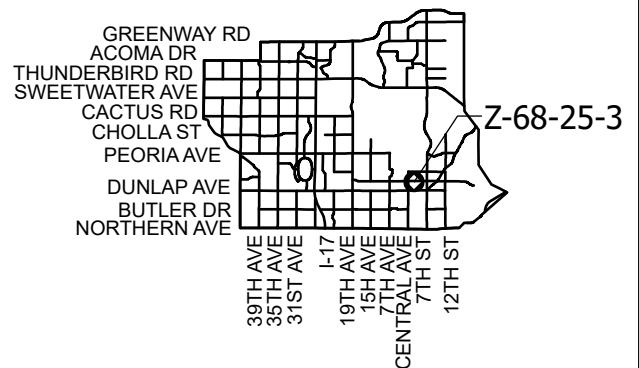 GREENWAY RD
ACOMA DR
THUNDERBIRD RD
SWEETWATER AVE
CACTUS RD
CHOLLA ST
PEORIA AVE
DUNLAP AVE
BUTLER DR
NORTHERN AVE
Z-68-25-3
39TH AVE
35TH AVE
31ST AVE
I-17
19TH AVE
15H AVE
7TH AVE
CENTRAL AVE
7TH ST
12TH ST